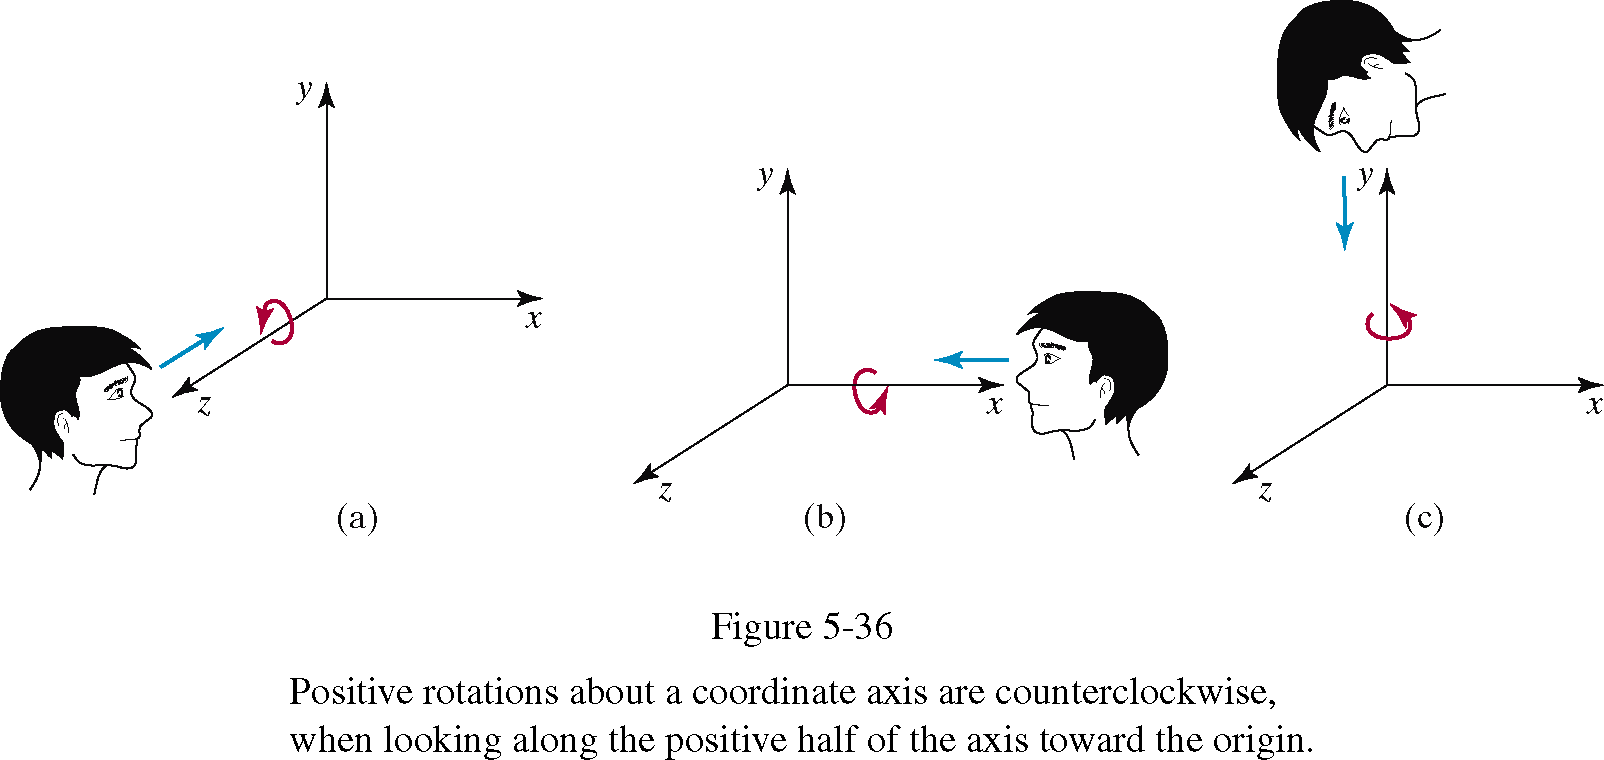 y
x
z
(a)
y
x
z
(b)
y
x
z
(c)
Figure 5-36
Positive rotations about a coordinate axis are counterclockwise,
when looking along the positive half of the axis toward the origin.